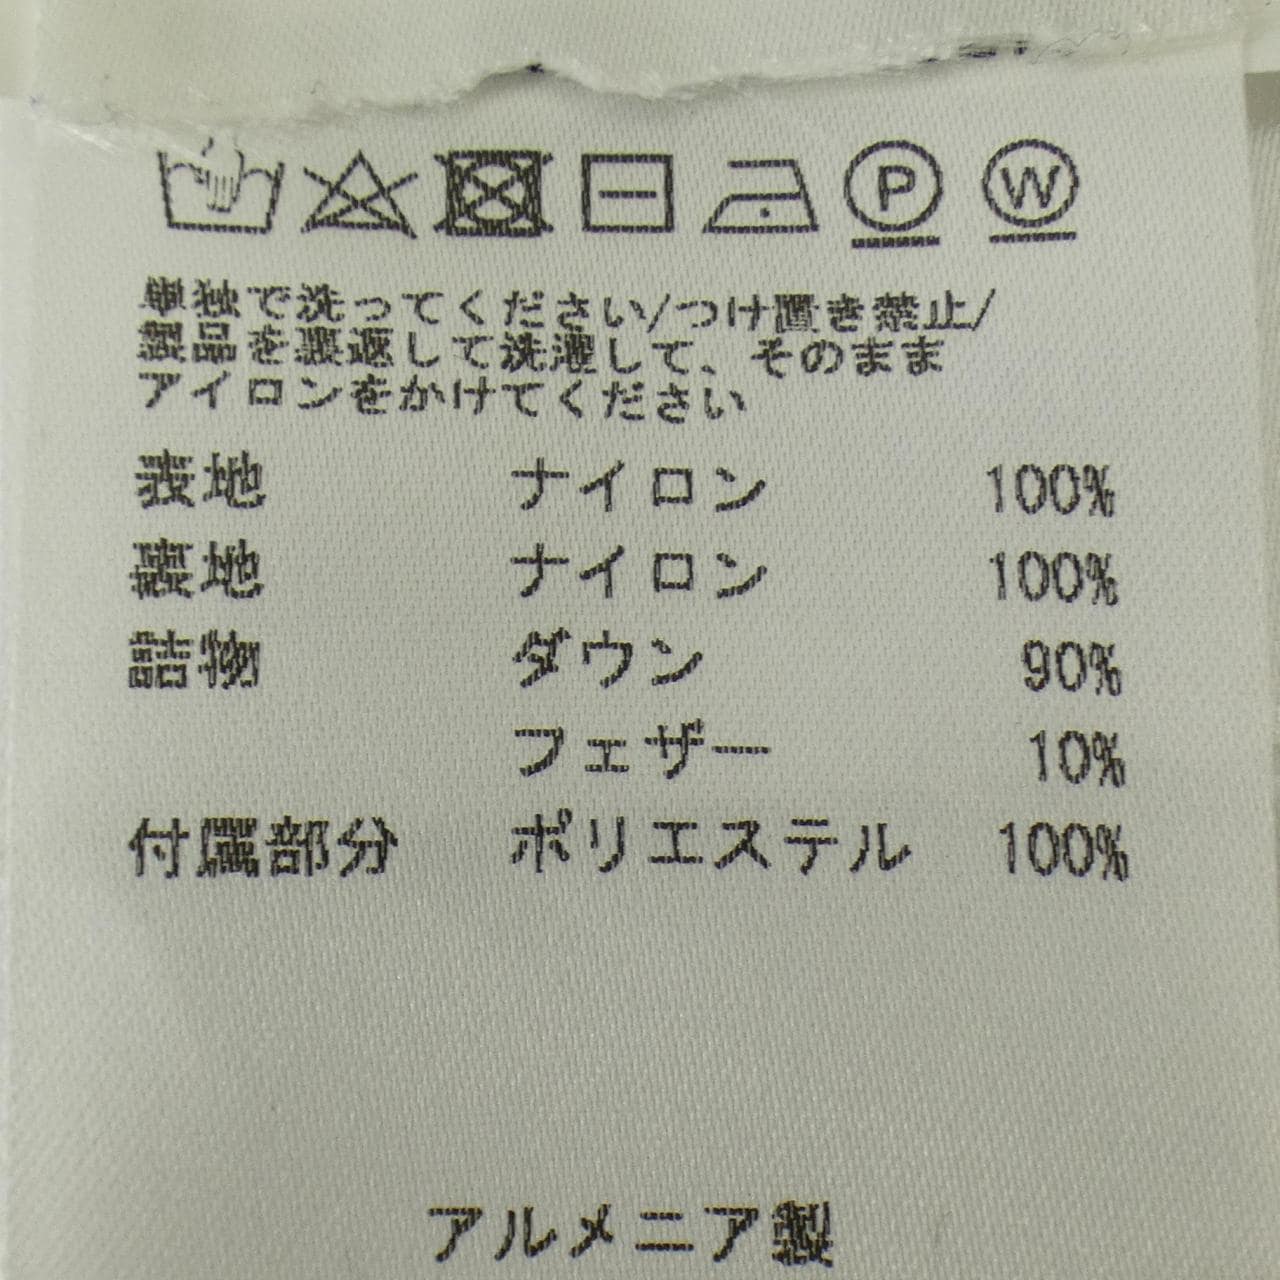 P W
単独で洗ってください/つけ置き禁止/
製品を裏返して洗濯して、そのまま
アイロンをかけてください
表地 ナイロン 100%
裏地 ナイロン 100%
詰物 ダウン 90%
フェザー 10%
付属部分 ポリエステル 100%
アルメニア製